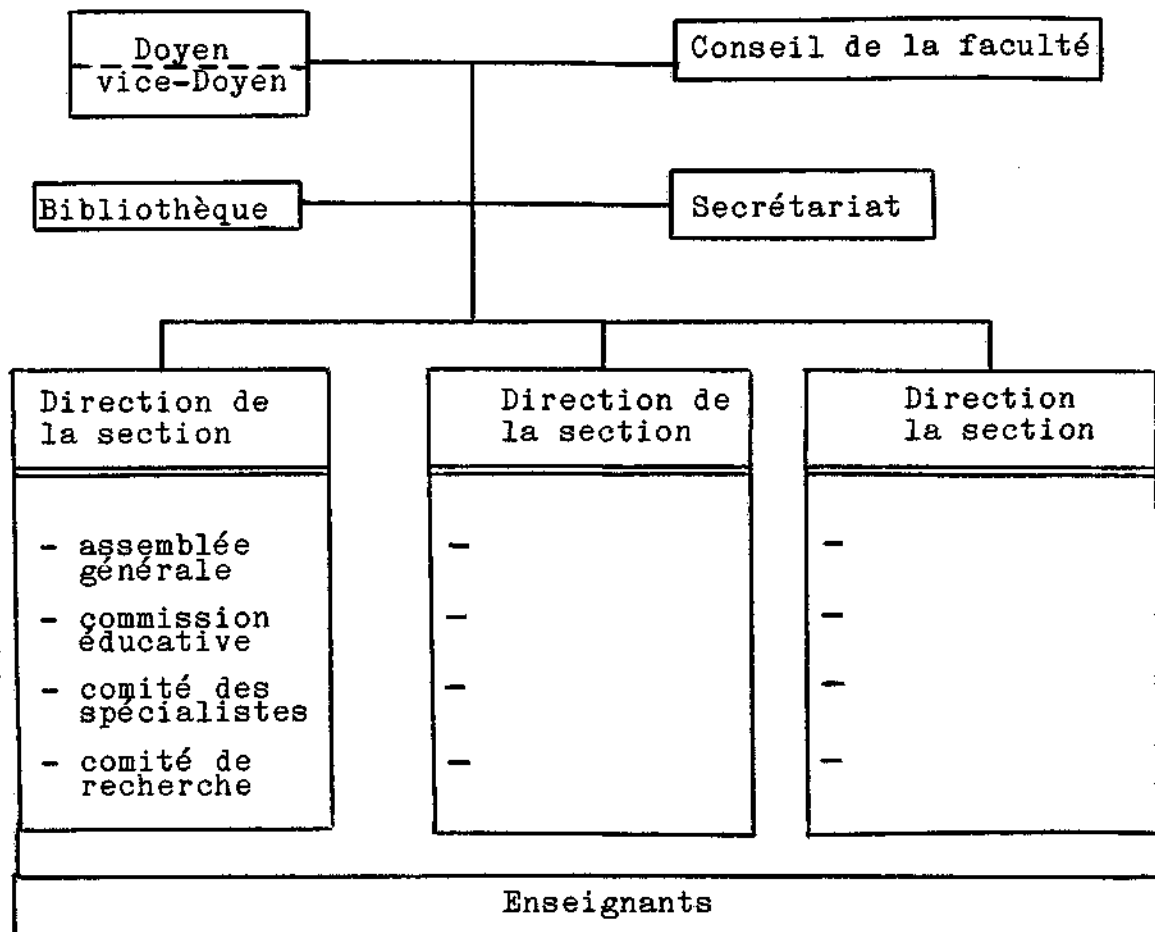 Doyen
vice-Doyen
Conseil de la faculté
Bibliothèque
Secrétariat
Direction de
la section
- assemblée
générale
- commission
éducative
- comité des
spécialistes
- comité de
recherche
Direction de
la section
-
-
-
-
Direction
la section
-
-
-
-
Enseignants